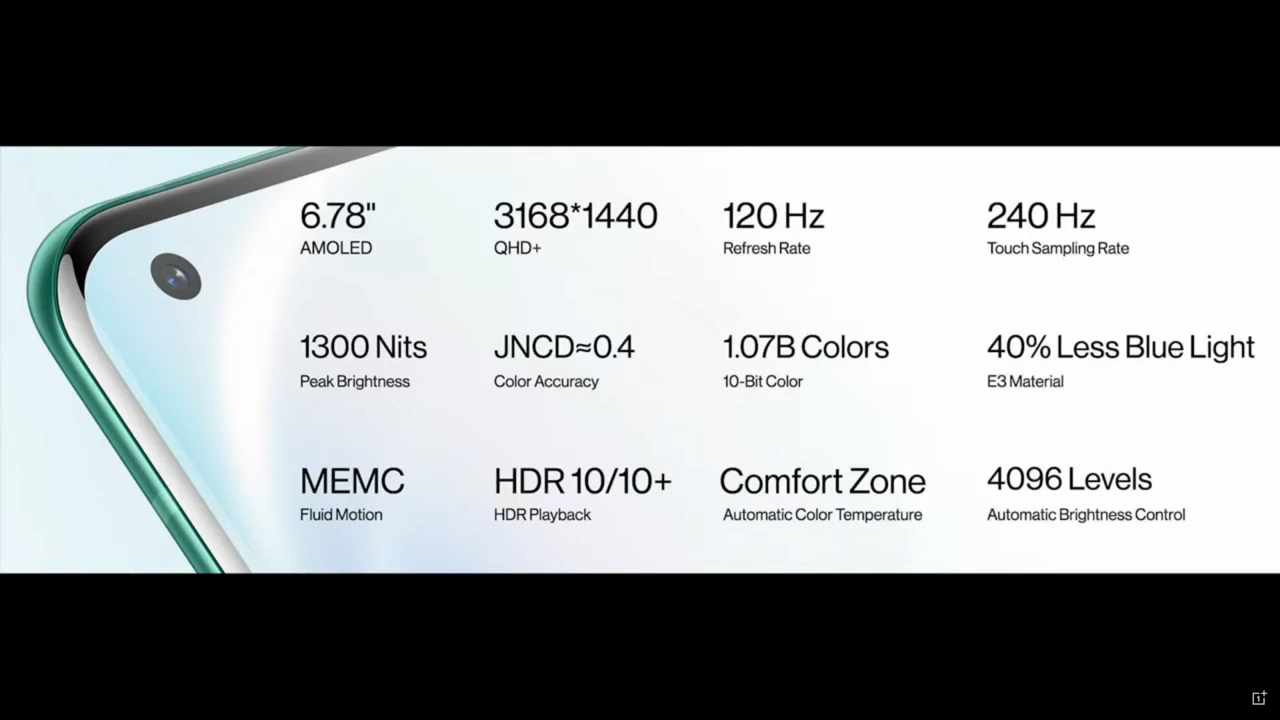 6.78"
AMOLED
3168*1440
QHD+
120 Hz
Refresh Rate
240 Hz
Touch Sampling Rate
1300 Nits
Peak Brightness
JNCD≈0.4
Color Accuracy
1.07B Colors
10-Bit Color
40% Less Blue Light
E3 Material
MEMC
Fluid Motion
HDR 10/10+
HDR Playback
Comfort Zone
Automatic Color Temperature
4096 Levels
Automatic Brightness Control
1+